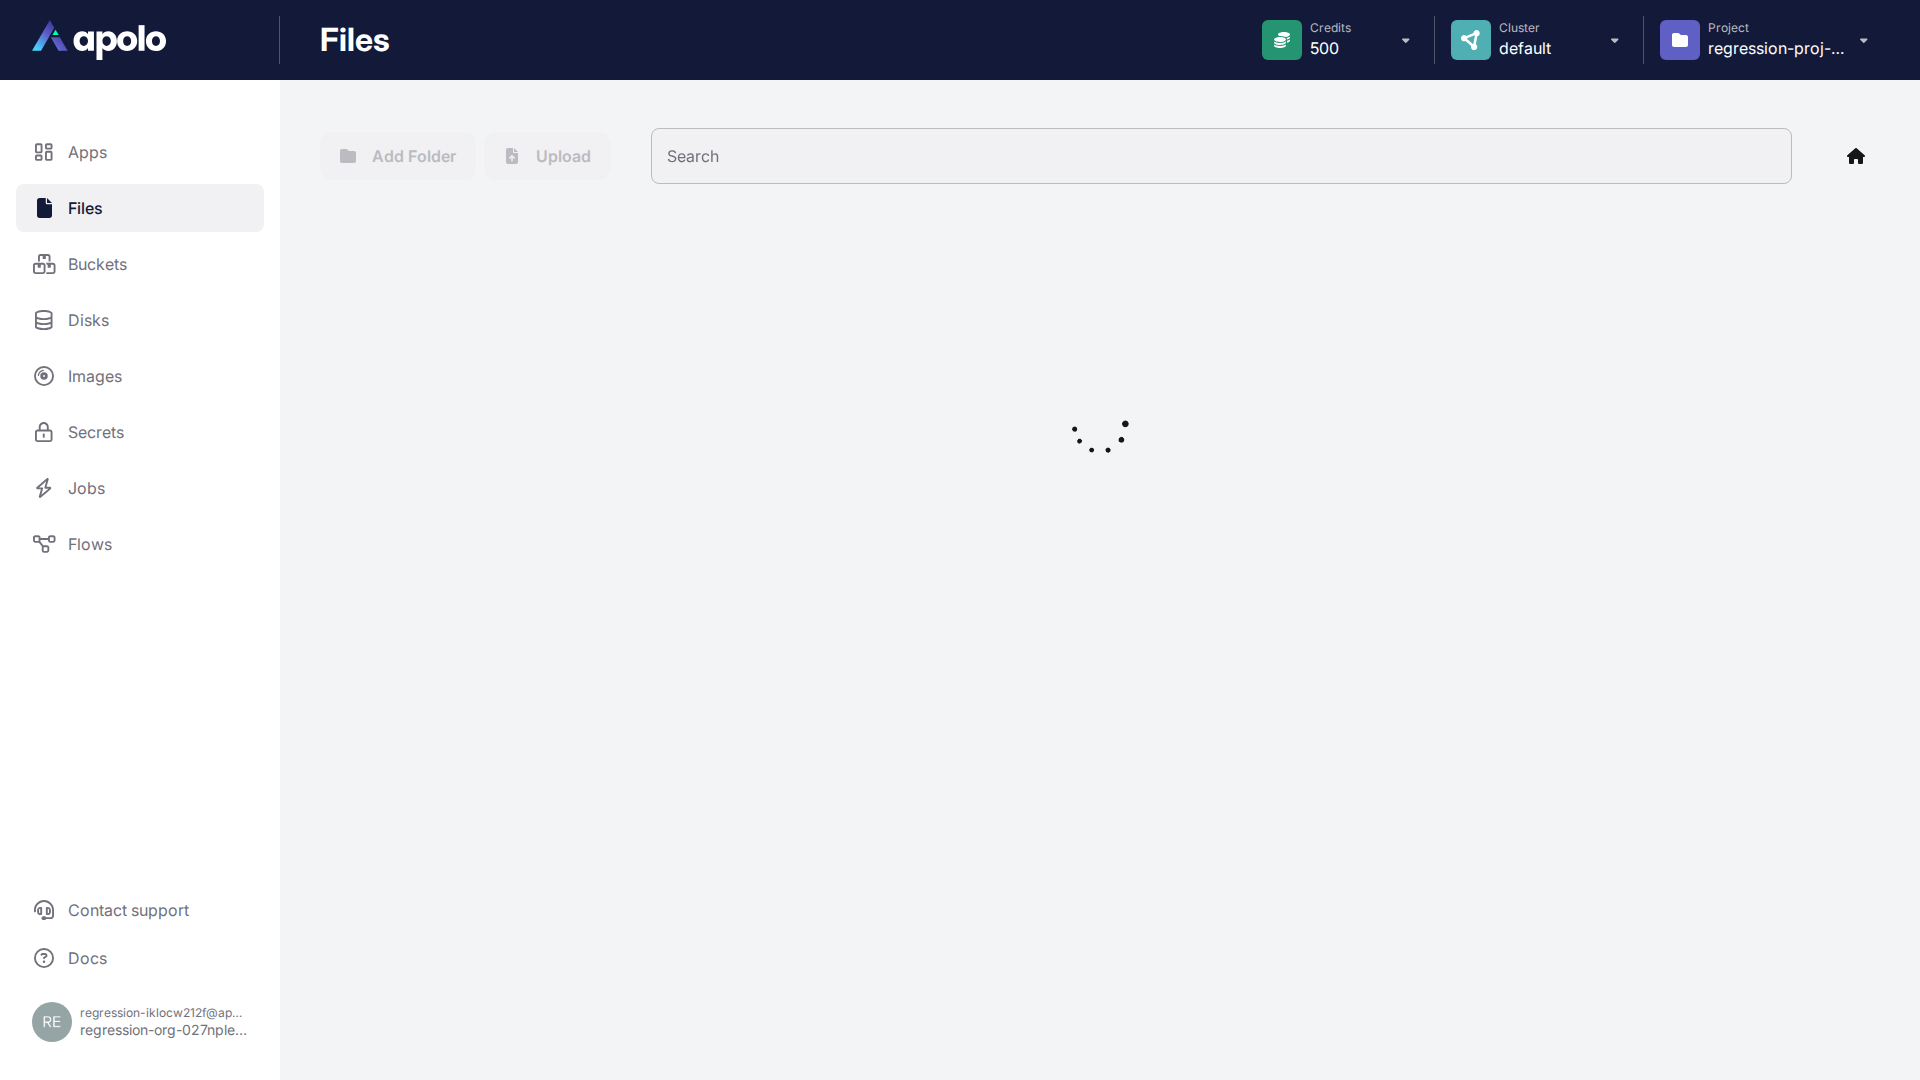 apolo
Files
Credits
500
Cluster
default
Project
regression-proj-...
Apps
Files
Buckets
Disks
Images
Secrets
Jobs
Flows
Add Folder
Upload
Search
Contact support
Docs
RE
regression-iklocw212f@ap...
regression-org-027nple...